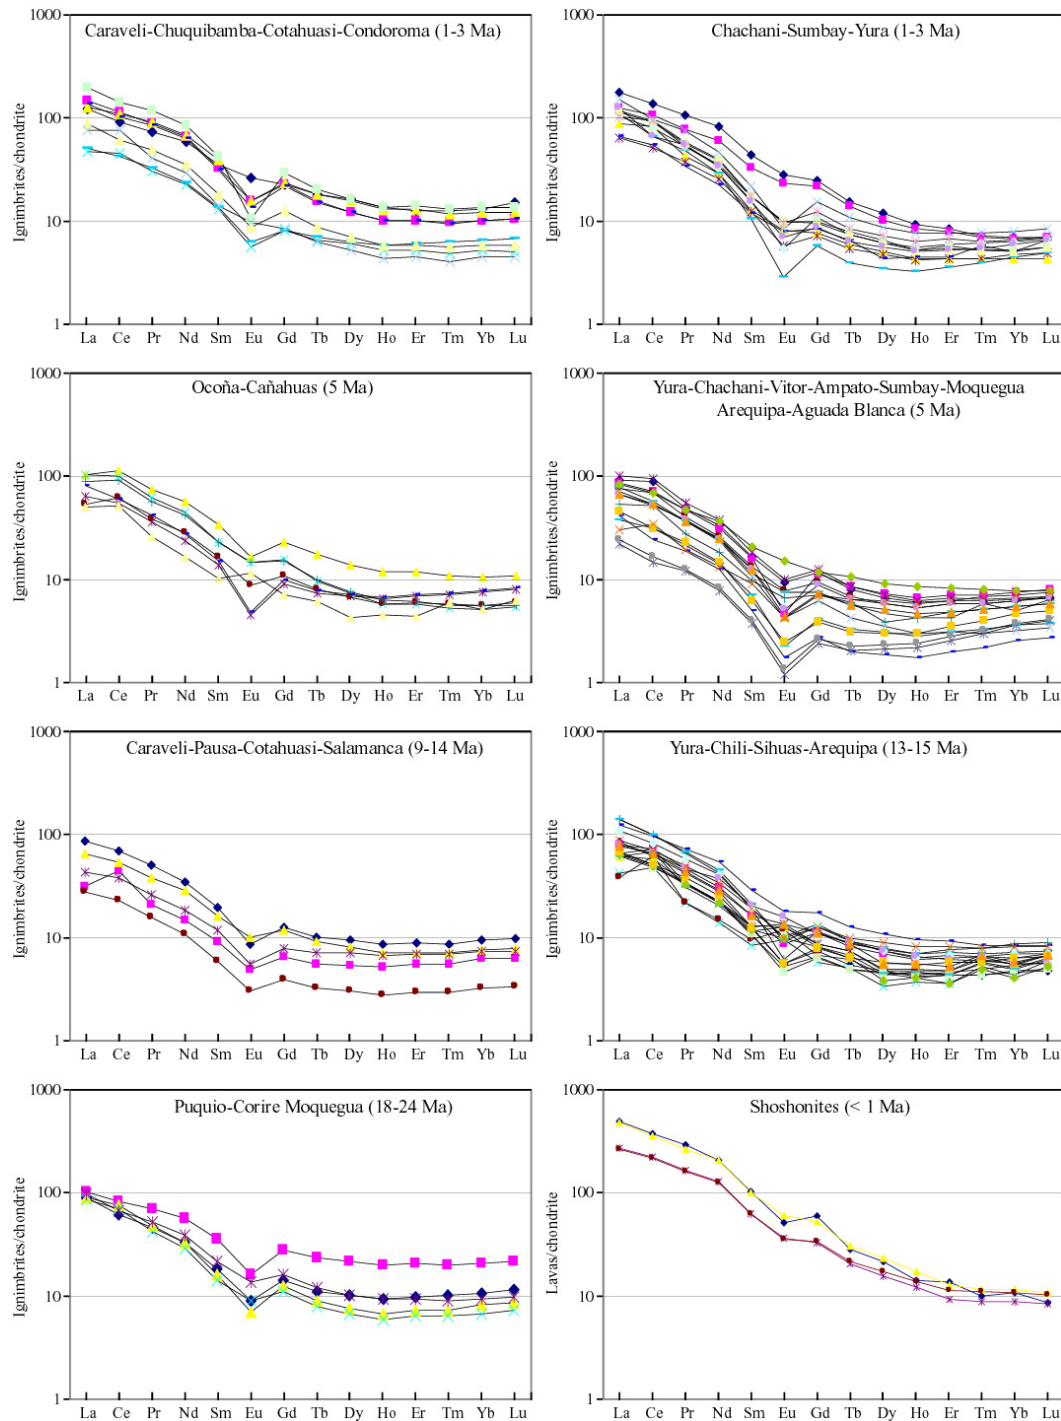 Caraveli-Chuquibamba-Cotahuasi-Condoroma (1-3 Ma)
Ignimbrites/chondrite
1000
100
10
1
La Ce Pr Nd Sm Eu Gd Tb Dy Ho Er Tm Yb Lu
Chachani-Sumbay-Yura (1-3 Ma)
Ignimbrites/chondrite
1000
100
10
1
La Ce Pr Nd Sm Eu Gd Tb Dy Ho Er Tm Yb Lu
Ocoña-Cañahuas (5 Ma)
Ignimbrites/chondrite
1000
100
10
1
La Ce Pr Nd Sm Eu Gd Tb Dy Ho Er Tm Yb Lu
Yura-Chachani-Vitor-Ampato-Sumbay-Moquegua
Arequipa-Aguada Blanca (5 Ma)
Ignimbrites/chondrite
1000
100
10
1
La Ce Pr Nd Sm Eu Gd Tb Dy Ho Er Tm Yb Lu
Caraveli-Pausa-Cotahuasi-Salamanca (9-14 Ma)
Ignimbrites/chondrite
1000
100
10
1
La Ce Pr Nd Sm Eu Gd Tb Dy Ho Er Tm Yb Lu
Yura-Chili-Sihuas-Arequipa (13-15 Ma)
Ignimbrites/chondrite
1000
100
10
1
La Ce Pr Nd Sm Eu Gd Tb Dy Ho Er Tm Yb Lu
Puquio-Corire Moquegua (18-24 Ma)
Ignimbrites/chondrite
1000
100
10
1
La Ce Pr Nd Sm Eu Gd Tb Dy Ho Er Tm Yb Lu
Shoshonites (< 1 Ma)
Lavas/chondrite
1000
100
10
1
La Ce Pr Nd Sm Eu Gd Tb Dy Ho Er Tm Yb Lu